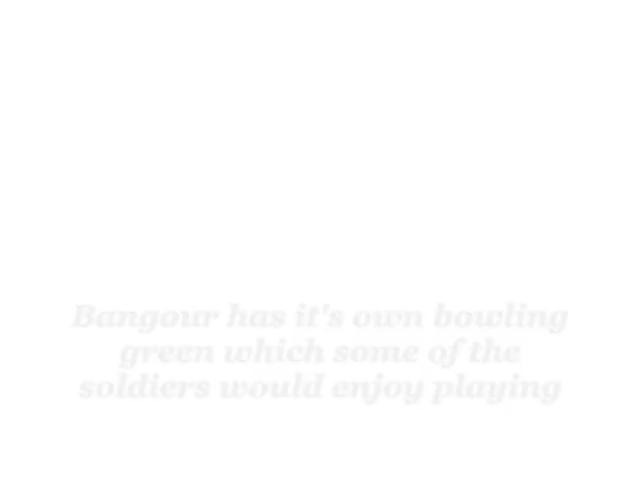 Bangour has it's own bowling
green which some of the
soldiers would enjoy playing